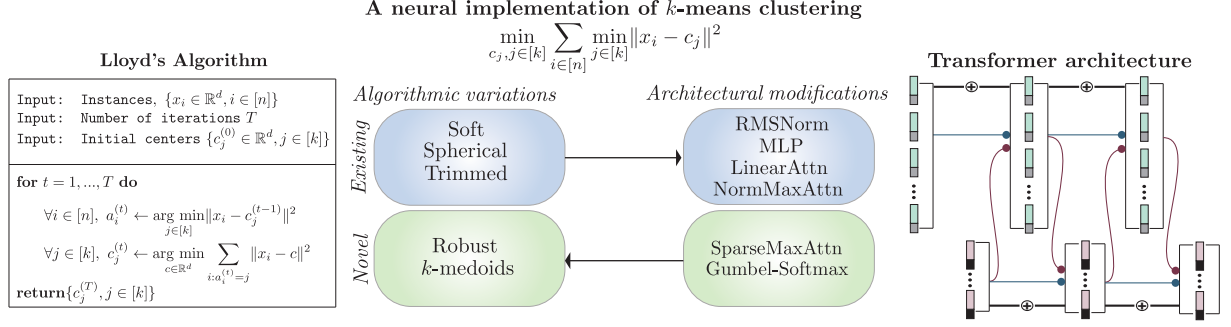 A neural implementation of k-means clustering
min_{c_j, j∈[k]} ∑_{i∈[n]} min_{j∈[k]} ‖x_i − c_j‖²
Lloyd's Algorithm
Input: Instances, {x_i ∈ ℝ^d, i ∈ [n]}
Input: Number of iterations T
Input: Initial centers {c_j^{(0)} ∈ ℝ^d, j ∈ [k]}
for t = 1, ..., T do
∀i ∈ [n], a_i^{(t)} ← arg min_{j∈[k]} ‖x_i − c_j^{(t−1)}‖²
∀j ∈ [k], c_j^{(t)} ← arg min_{c∈ℝ^d} ∑_{i:a_i^{(t)}=j} ‖x_i − c‖²
return{c_j^{(T)}, j ∈ [k]}
Algorithmic variations
Architectural modifications
Existing
Soft
Spherical
Trimmed
RMSNorm
MLP
LinearAttn
NormMaxAttn
Novel
Robust
k-medoids
SparseMaxAttn
Gumbel-Softmax
Transformer architecture